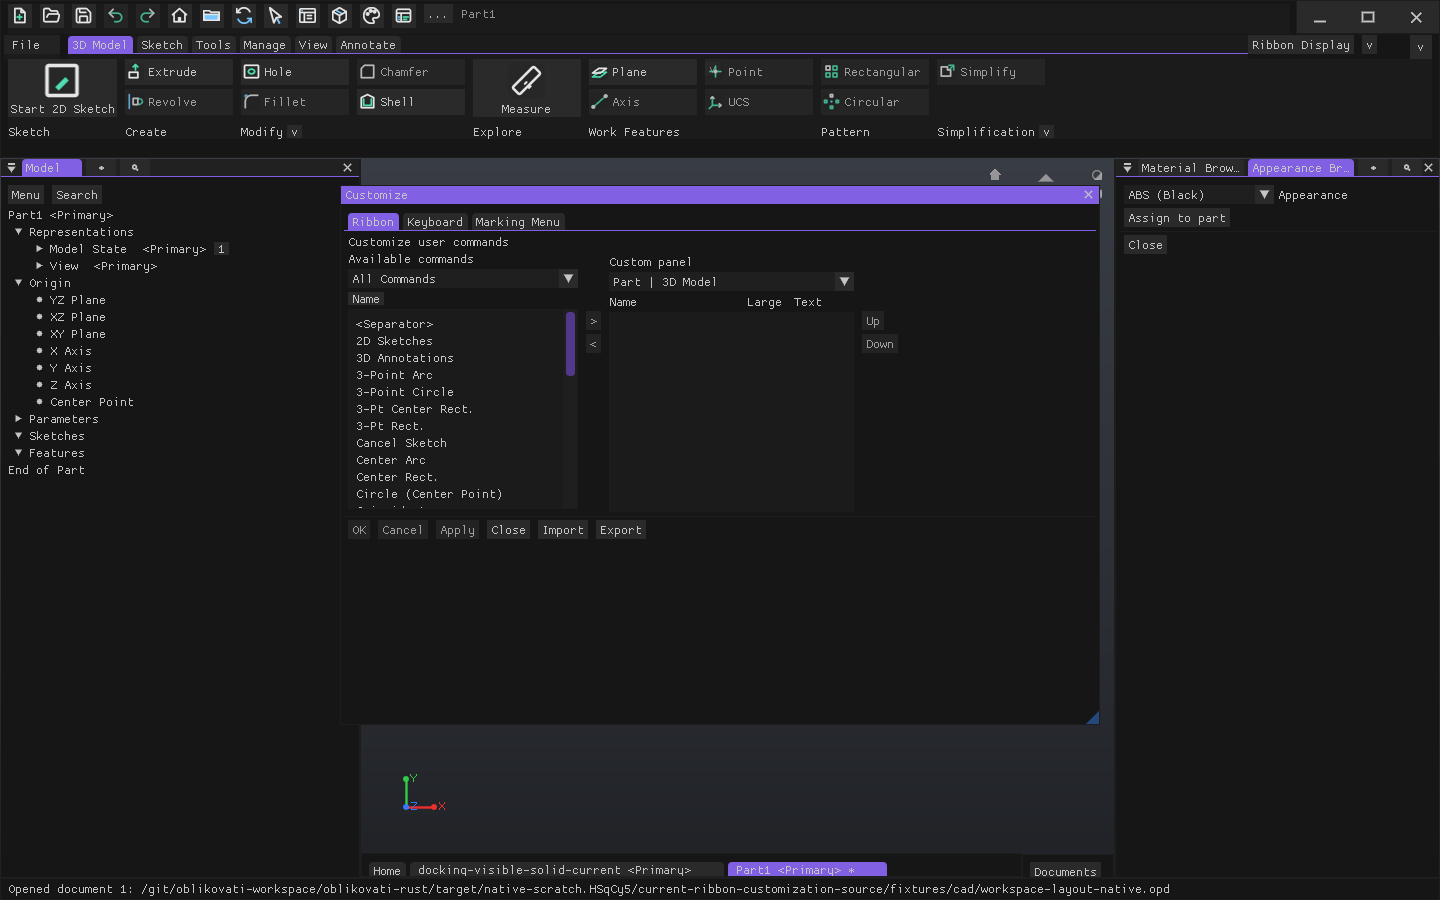 ... Part1
File 3D Model Sketch Tools Manage View Annotate Ribbon Display v v
Start 2D Sketch Extrude Hole Chamfer Measure Plane Point Rectangular Simplify
Revolve Fillet Shell Axis UCS Circular
Sketch Create Modify v Explore Work Features Pattern Simplification v
Model
Menu Search
Part1 <Primary>
Representations
Model State <Primary> 1
View <Primary>
Origin
YZ Plane
XZ Plane
XY Plane
X Axis
Y Axis
Z Axis
Center Point
Parameters
Sketches
Features
End of Part
Customize
Ribbon Keyboard Marking Menu
Customize user commands
Available commands
All Commands
Name
<Separator>
2D Sketches
3D Annotations
3-Point Arc
3-Point Circle
3-Pt Center Rect.
3-Pt Rect.
Cancel Sketch
Center Arc
Center Rect.
Circle (Center Point)
>
<
Custom panel
Part | 3D Model
Name Large Text
Up
Down
OK Cancel Apply Close Import Export
Material Brow… Appearance Br…
ABS (Black) Appearance
Assign to part
Close
Y
Z X
Home docking-visible-solid-current <Primary> Part1 <Primary> * Documents
Opened document 1: /git/oblikovati-workspace/oblikovati-rust/target/native-scratch.HSqCy5/current-ribbon-customization-source/fixtures/cad/workspace-layout-native.opd